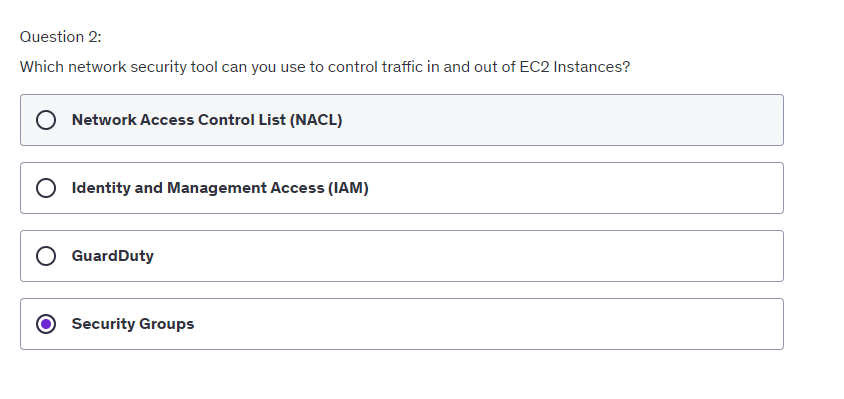 Question 2:
Which network security tool can you use to control traffic in and out of EC2 Instances?
Network Access Control List (NACL)
Identity and Management Access (IAM)
GuardDuty
Security Groups